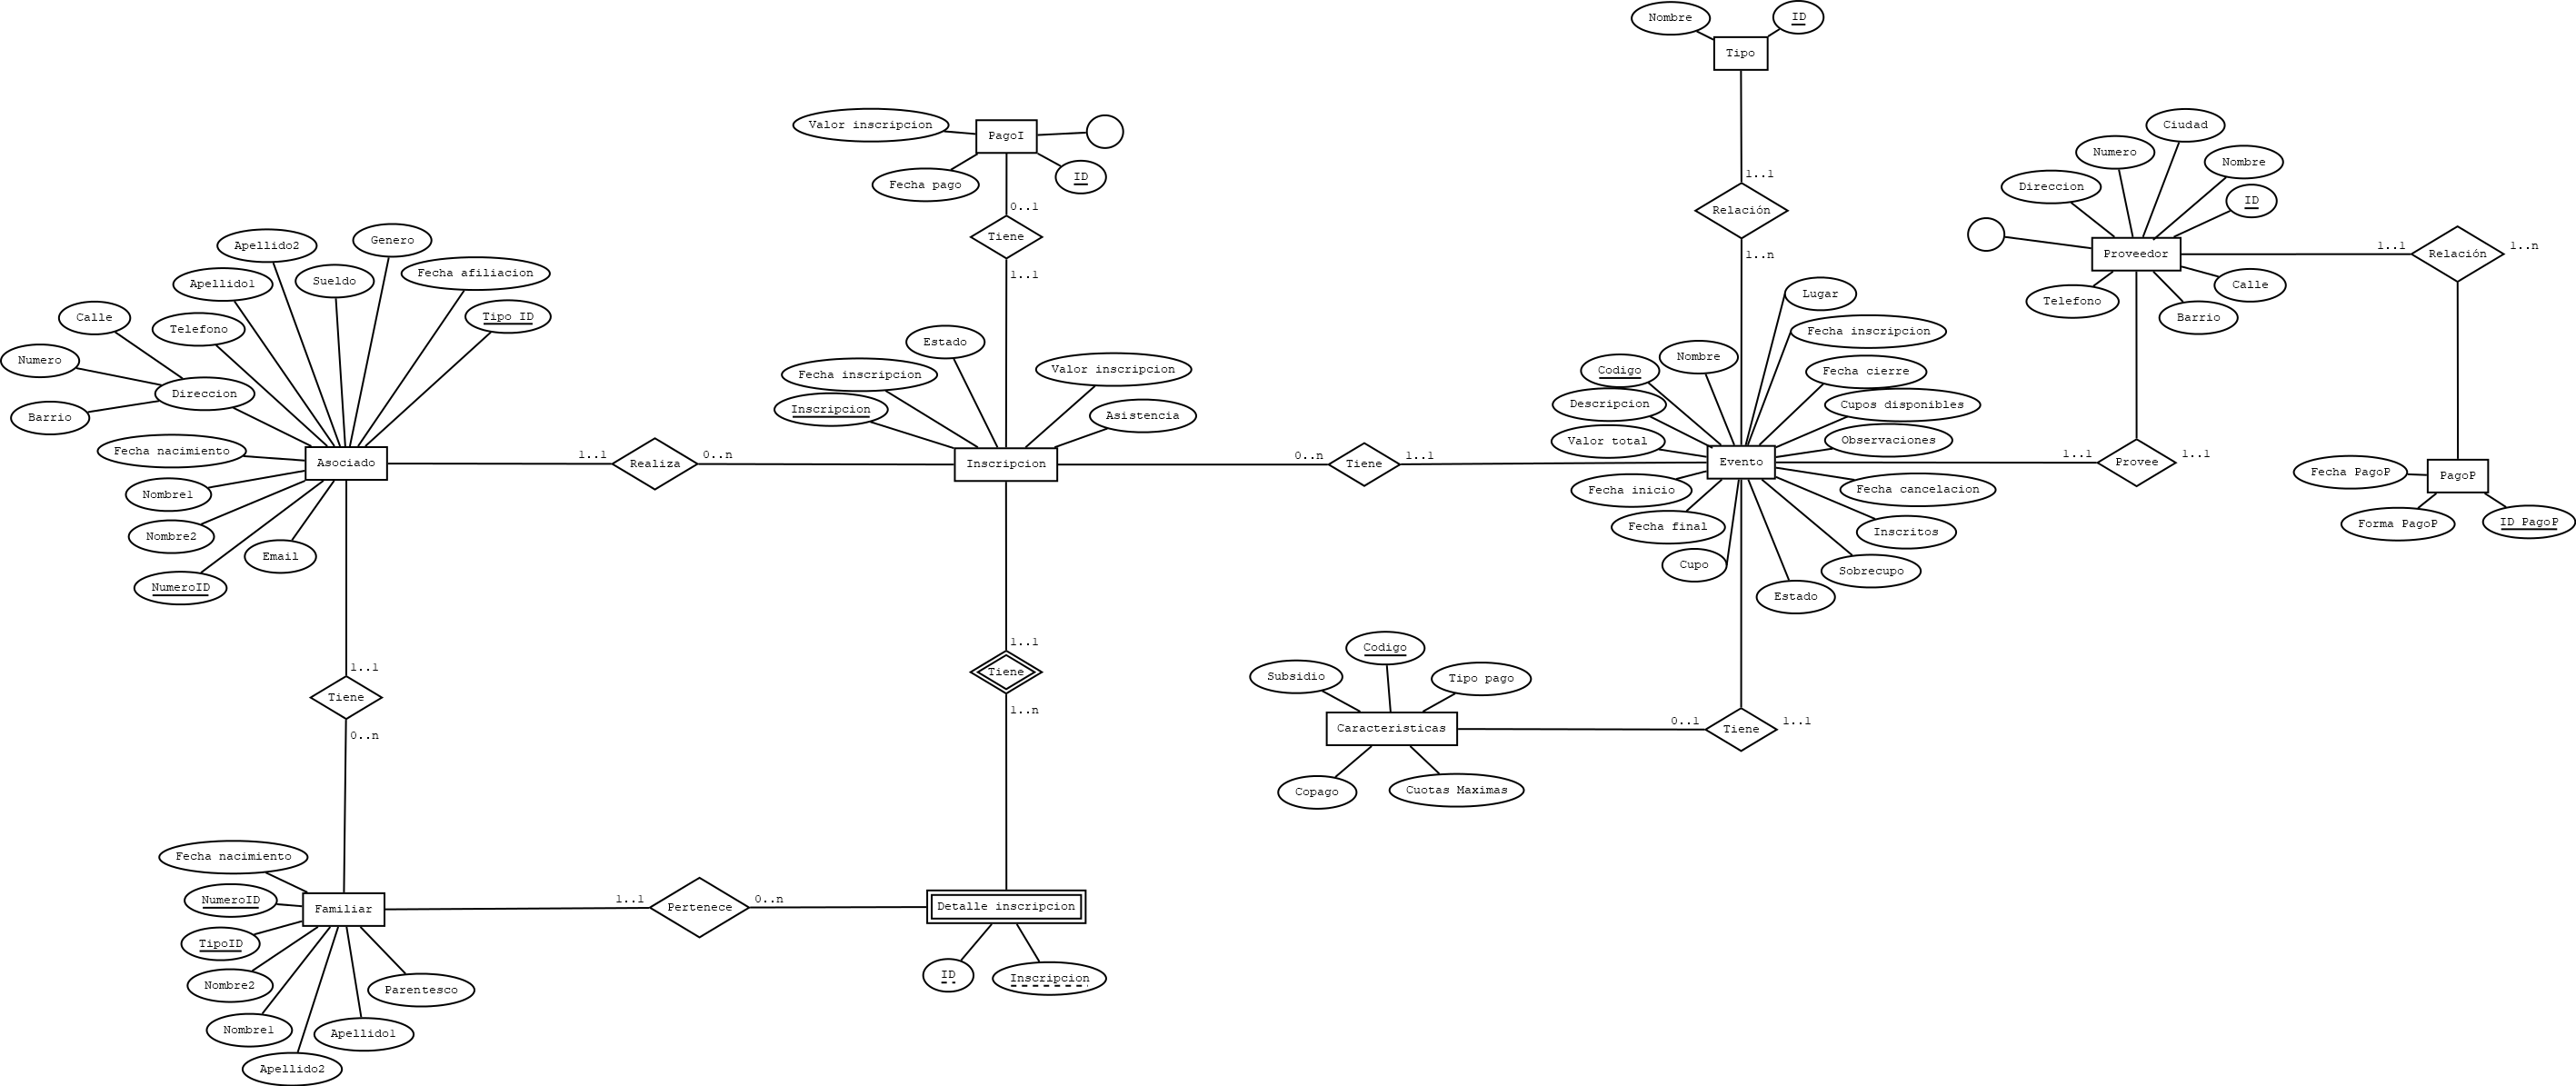 Nombre
ID
Tipo
1..1
Relación
1..n
Valor inscripcion
PagoI
Fecha pago
ID
0..1
Tiene
1..1
Ciudad
Numero
Nombre
Direccion
ID
Proveedor
1..1
Relación
1..n
Telefono
Calle
Barrio
Apellido2
Genero
Apellido1
Sueldo
Fecha afiliacion
Calle
Telefono
Tipo ID
Numero
Direccion
Barrio
Fecha nacimiento
Asociado
Nombre1
Nombre2
Email
NumeroID
1..1
Realiza
0..n
Estado
Fecha inscripcion
Valor inscripcion
Inscripcion
Asistencia
Inscripcion
0..n
Tiene
1..1
Lugar
Fecha inscripcion
Nombre
Codigo
Fecha cierre
Descripcion
Cupos disponibles
Valor total
Observaciones
Evento
Fecha inicio
Fecha cancelacion
Fecha final
Inscritos
Cupo
Sobrecupo
Estado
1..1
Provee
1..1
Fecha PagoP
PagoP
Forma PagoP
ID PagoP
1..1
Tiene
0..n
1..1
Tiene
1..n
Codigo
Subsidio
Tipo pago
Caracteristicas
0..1
Tiene
1..1
Copago
Cuotas Maximas
Fecha nacimiento
NumeroID
Familiar
TipoID
Nombre2
Parentesco
Nombre1
Apellido1
Apellido2
1..1
Pertenece
0..n
Detalle inscripcion
ID
Inscripcion